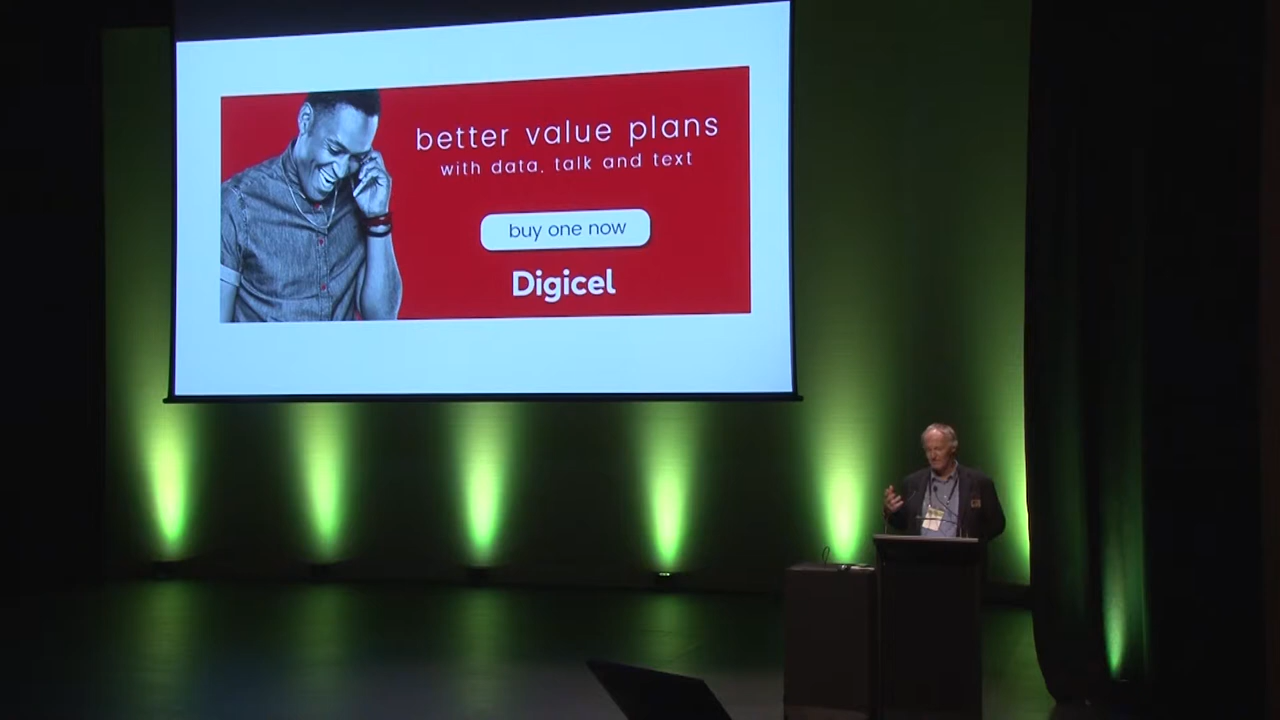 better value plans
with data, talk and text
buy one now
Digicel